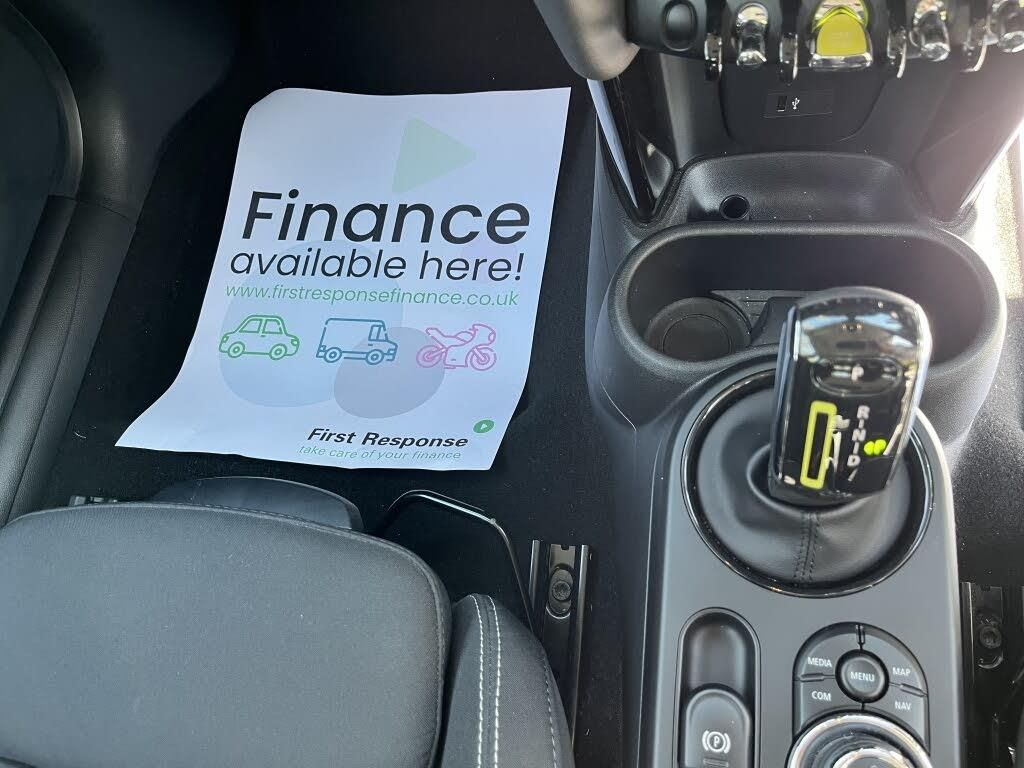 Finance
available here!
www.firstresponsefinance.co.uk
First Response
take care of your finance
P
R
N
D
MEDIA
MAP
MENU
COM
NAV
(P)